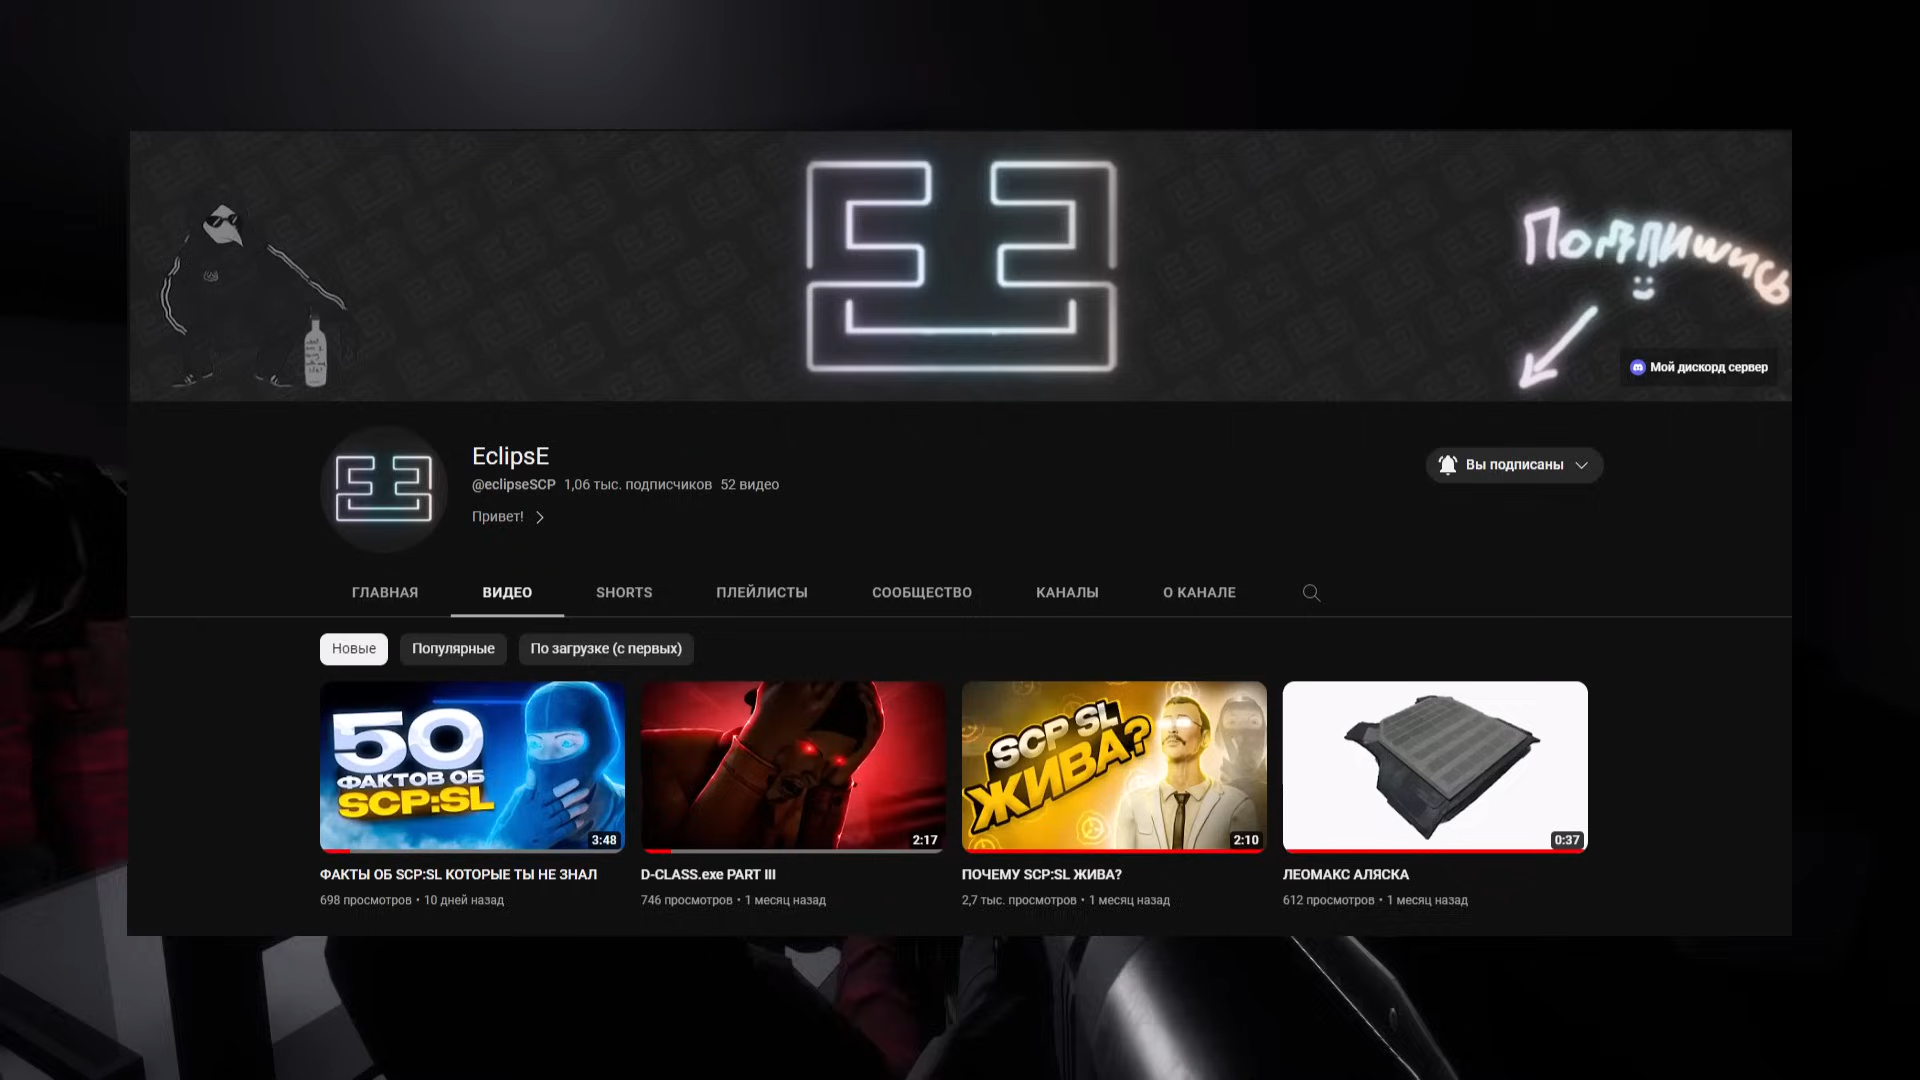 Подпишись
Мой дискорд сервер
EclipsE
@eclipseSCP 1,06 тыс. подписчиков 52 видео
Привет!
Вы подписаны
ГЛАВНАЯ ВИДЕО SHORTS ПЛЕЙЛИСТЫ СООБЩЕСТВО КАНАЛЫ О КАНАЛЕ
Новые Популярные По загрузке (с первых)
50
ФАКТОВ ОБ
SCP:SL
3:48
2:17
SCP SL
ЖИВА?
2:10
0:37
ФАКТЫ ОБ SCP:SL КОТОРЫЕ ТЫ НЕ ЗНАЛ
698 просмотров • 10 дней назад
D-CLASS.exe PART III
746 просмотров • 1 месяц назад
ПОЧЕМУ SCP:SL ЖИВА?
2,7 тыс. просмотров • 1 месяц назад
ЛЕОМАКС АЛЯСКА
612 просмотров • 1 месяц назад